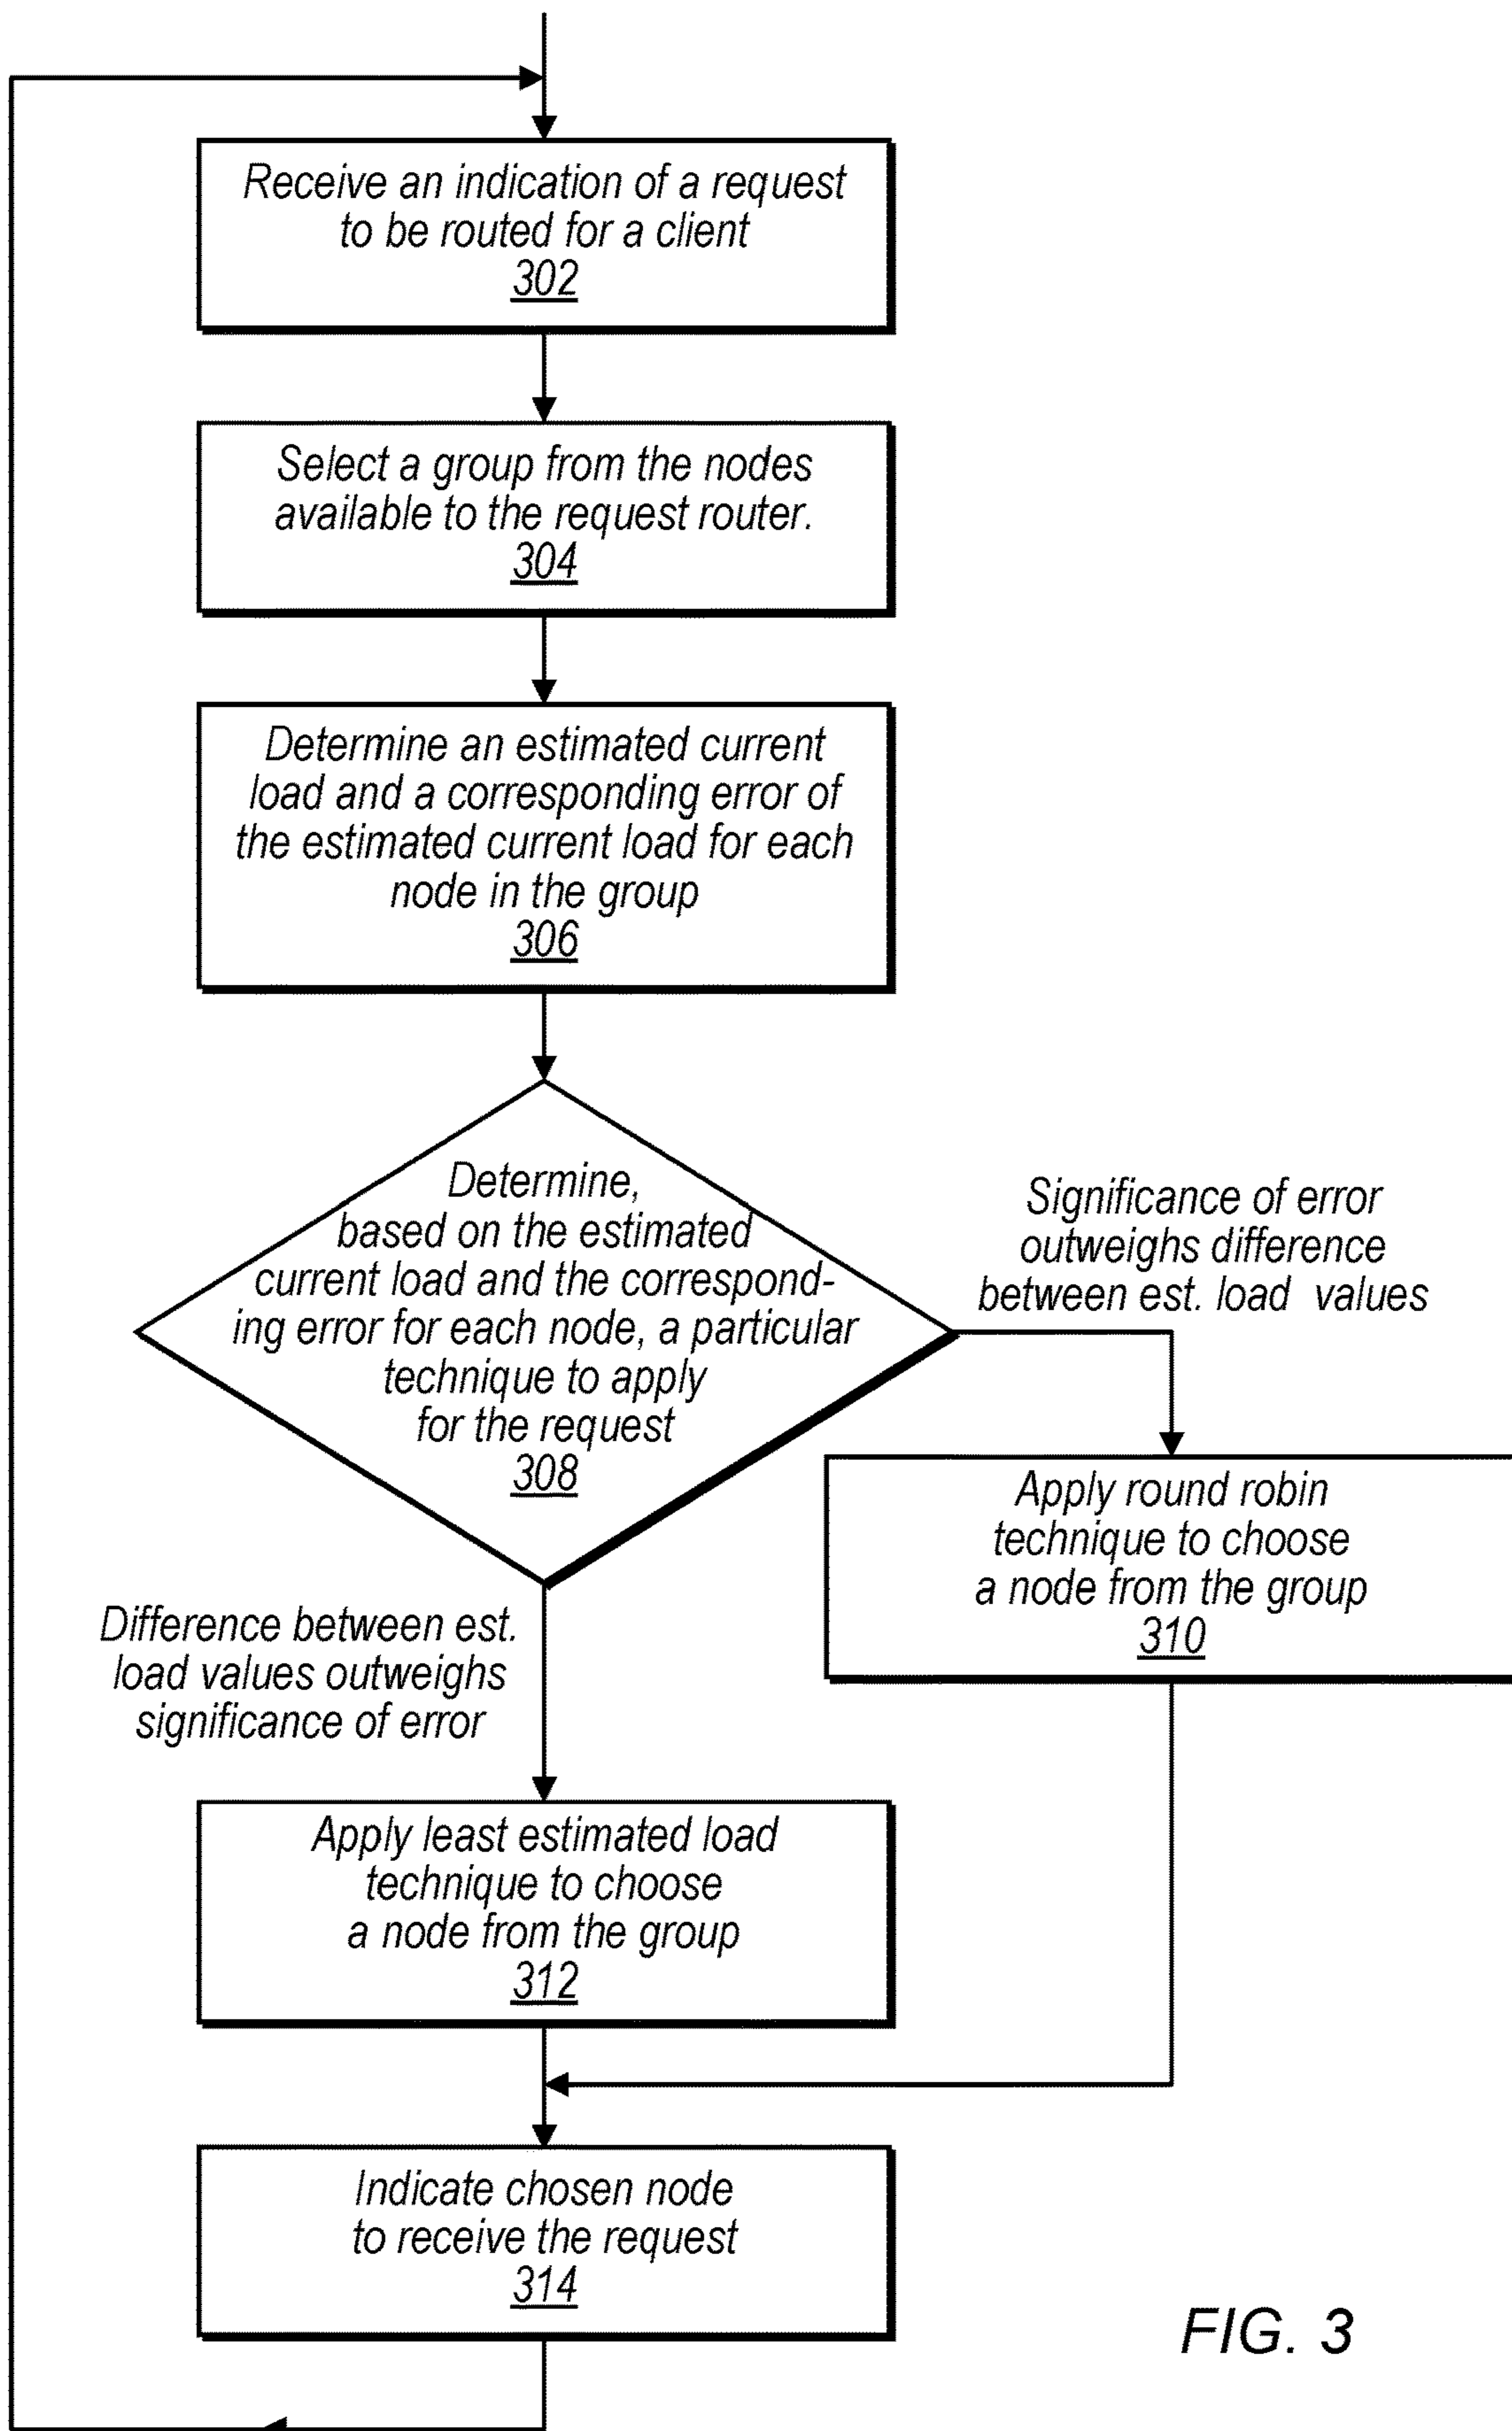 Receive an indication of a request
to be routed for a client
302
Select a group from the nodes
available to the request router.
304
Determine an estimated current
load and a corresponding error of
the estimated current load for each
node in the group
306
Determine,
based on the estimated
current load and the correspond-
ing error for each node, a particular
technique to apply
for the request
308
Significance of error
outweighs difference
between est. load values
Apply round robin
technique to choose
a node from the group
310
Difference between est.
load values outweighs
significance of error
Apply least estimated load
technique to choose
a node from the group
312
Indicate chosen node
to receive the request
314
FIG. 3